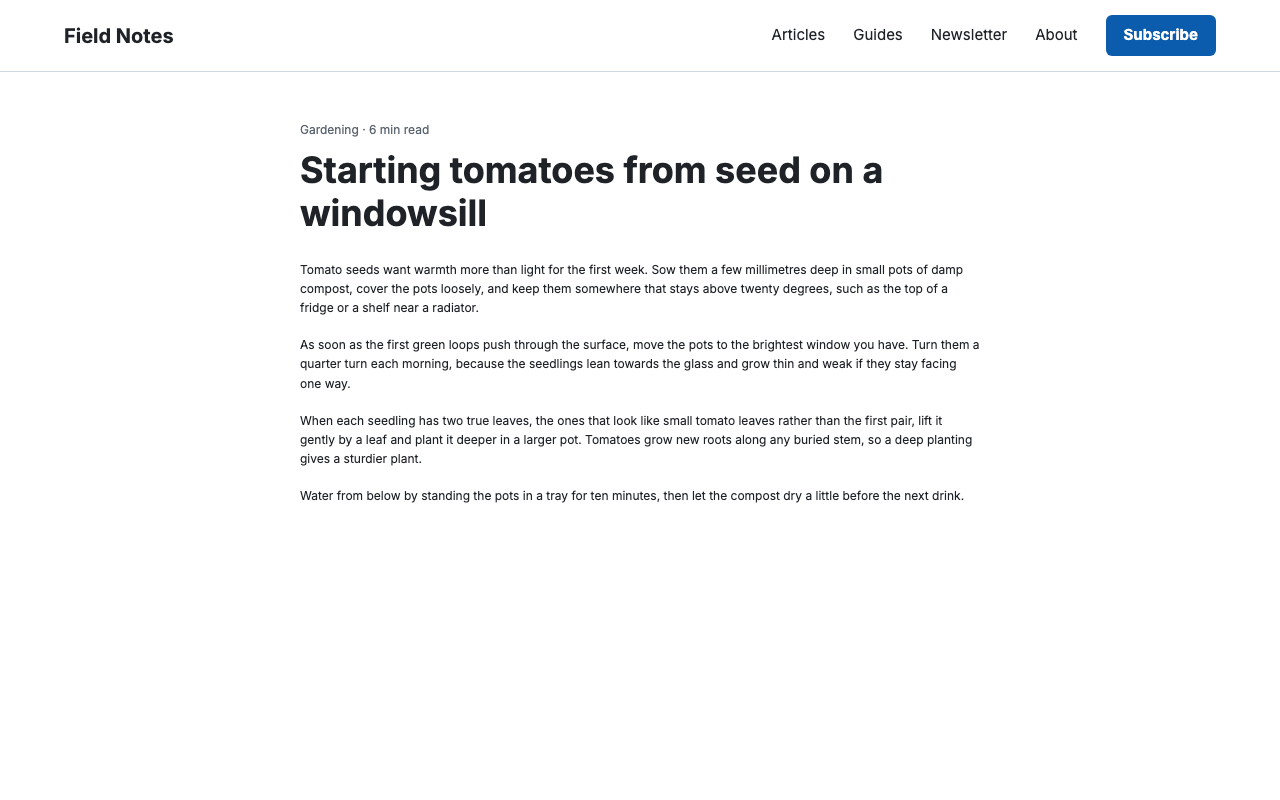 Field Notes
Articles
Guides
Newsletter
About
Subscribe
Gardening · 6 min read
Starting tomatoes from seed on a
windowsill
Tomato seeds want warmth more than light for the first week. Sow them a few millimetres deep in small pots of damp
compost, cover the pots loosely, and keep them somewhere that stays above twenty degrees, such as the top of a
fridge or a shelf near a radiator.
As soon as the first green loops push through the surface, move the pots to the brightest window you have. Turn them a
quarter turn each morning, because the seedlings lean towards the glass and grow thin and weak if they stay facing
one way.
When each seedling has two true leaves, the ones that look like small tomato leaves rather than the first pair, lift it
gently by a leaf and plant it deeper in a larger pot. Tomatoes grow new roots along any buried stem, so a deep planting
gives a sturdier plant.
Water from below by standing the pots in a tray for ten minutes, then let the compost dry a little before the next drink.